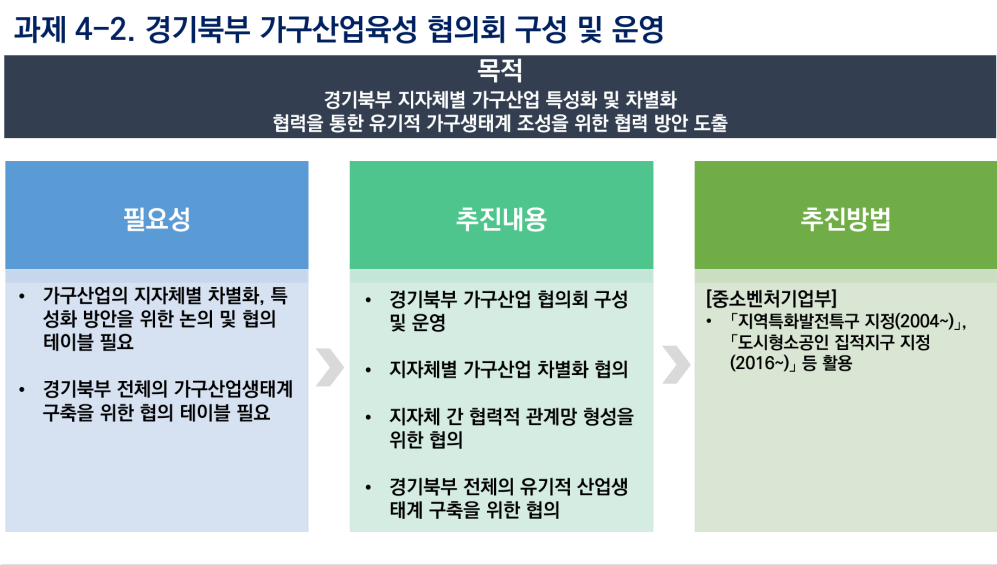 과제 4-2. 경기북부 가구산업육성 협의회 구성 및 운영
목적
경기북부 지자체별 가구산업 특성화 및 차별화
협력을 통한 유기적 가구생태계 조성을 위한 협력 방안 도출
필요성
• 가구산업의 지자체별 차별화, 특
성화 방안을 위한 논의 및 협의
테이블 필요
• 경기북부 전체의 가구산업생태계
구축을 위한 협의 테이블 필요
추진내용
• 경기북부 가구산업 협의회 구성
및 운영
• 지자체별 가구산업 차별화 협의
• 지자체 간 협력적 관계망 형성을
위한 협의
• 경기북부 전체의 유기적 산업생
태계 구축을 위한 협의
추진방법
[중소벤처기업부]
• 「지역특화발전특구 지정(2004~)」,
「도시형소공인 집적지구 지정
(2016~)」 등 활용